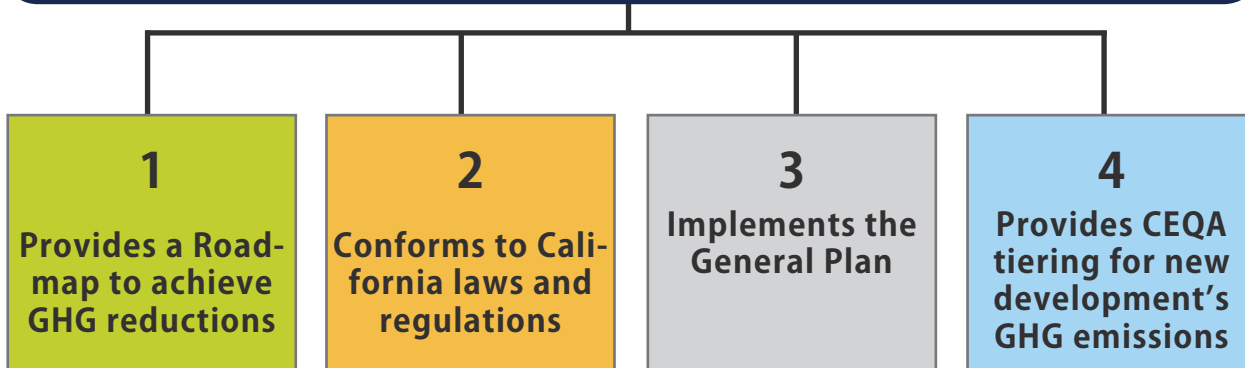 1
Provides a Road-
map to achieve
GHG reductions
2
Conforms to Cali-
fornia laws and
regulations
3
Implements the
General Plan
4
Provides CEQA
tiering for new
development’s
GHG emissions